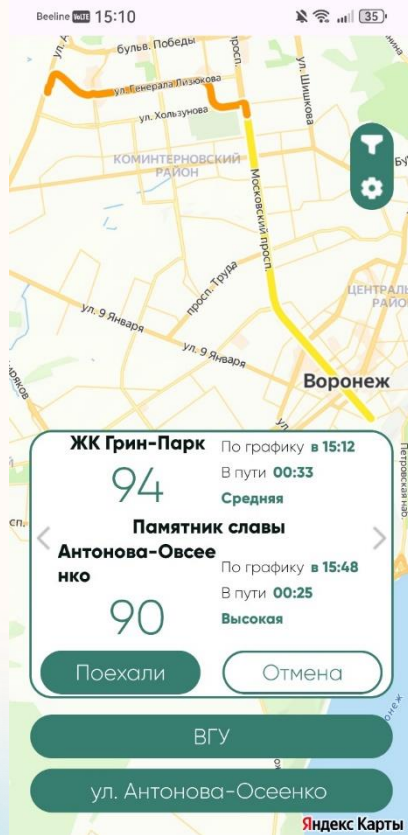 Beeline VoLTE 15:10
35
бульв. Победы
ул. Генерала Лизюкова
ул. Хользунова
ул. Шишкова
КОМИНТЕРНОВСКИЙ
РАЙОН
Московский просп.
просп. Труда
ул. 9 Января
ул. 9 Января
ЦЕНТРАЛЬ
РАЙО
Воронеж
Петровская наб
ЖК Грин-Парк
По графику в 15:12
94
В пути 00:33
Средняя
Памятник славы
Антонова-Овсее
нко
По графику в 15:48
90
В пути 00:25
Высокая
Поехали
Отмена
ВГУ
ул. Антонова-Осеенко
Яндекс Карты